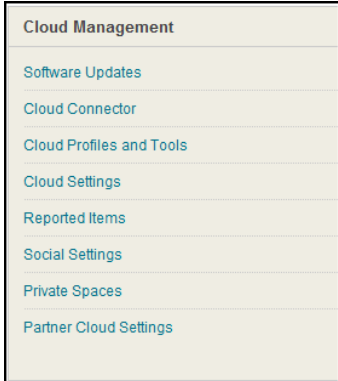 Cloud Management
Software Updates
Cloud Connector
Cloud Profiles and Tools
Cloud Settings
Reported Items
Social Settings
Private Spaces
Partner Cloud Settings